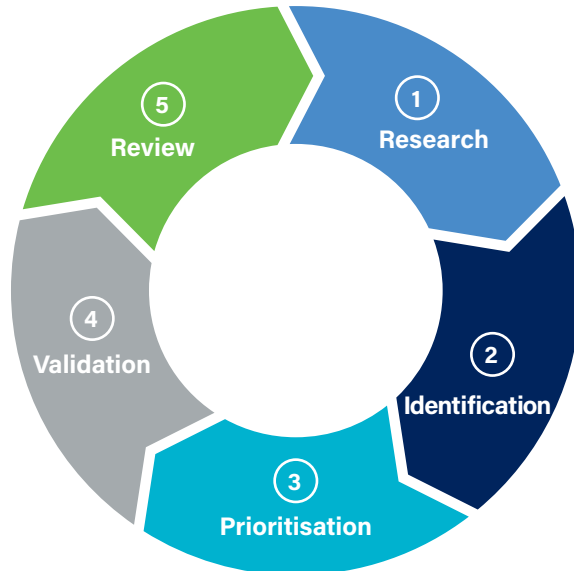 1
Research
2
Identification
3
Prioritisation
4
Validation
5
Review